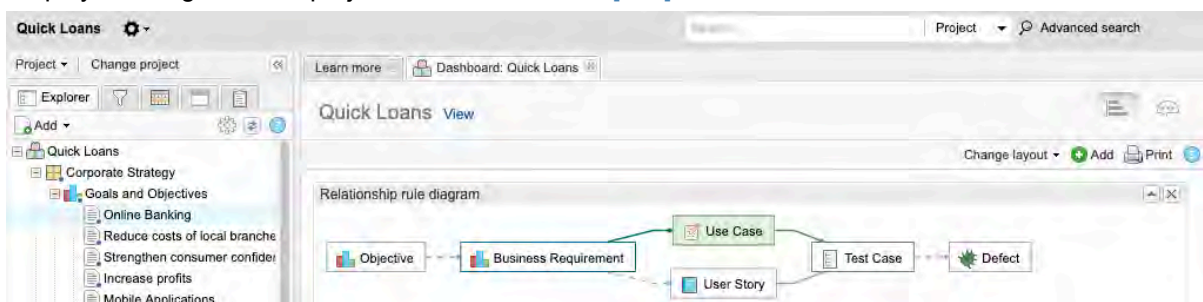 Quick Loans
Project Advanced search
Project Change project
Learn more Dashboard: Quick Loans
Explorer
Quick Loans View
Add
Change layout Add Print
Quick Loans
Corporate Strategy
Goals and Objectives
Relationship rule diagram
Online Banking
Reduce costs of local branche
Use Case
Strengthen consumer confider
Objective Business Requirement Test Case Defect
Increase profits
User Story
Mobile Applications